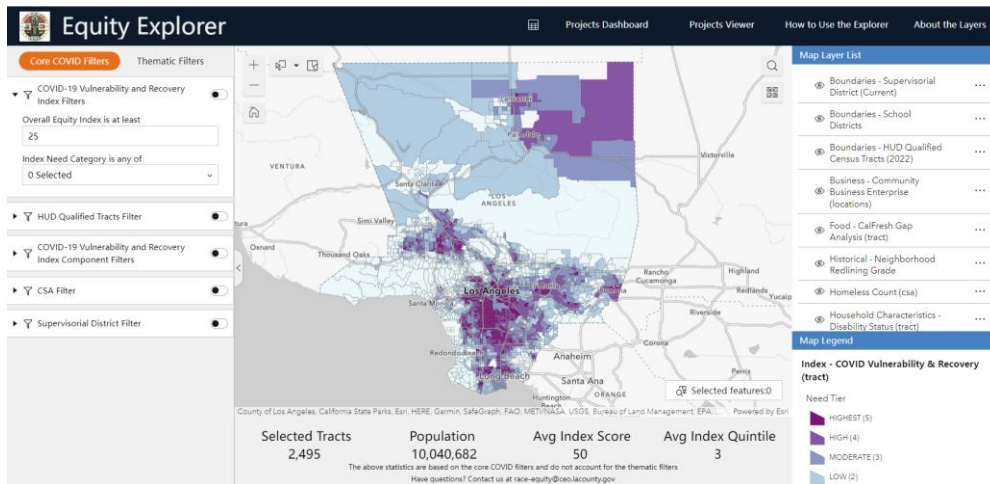 Equity Explorer
Projects Dashboard
Projects Viewer
How to Use the Explorer
About the Layers
Core COVID Filters
Thematic Filters
COVID-19 Vulnerability and Recovery
Index Filters
Overall Equity Index is at least
25
Index Need Category is any of
0 Selected
HUD Qualified Tracts Filter
COVID-19 Vulnerability and Recovery
Index Component Filters
CSA Filter
Supervisorial District Filter
VENTURA
Victorville
Santa Clarita
LOS
ANGELES
Simi Valley
Oxnard
Thousand Oaks
Rancho
Cucamonga
Highland
Redlands
Yucaip
Los Angeles
Santa Monica
Riverside
Redondo Beach
Anaheim
Corona
Long Beach
Santa Ana
Perris
Huntington
Beach
ORANGE
Selected features:0
County of Los Angeles, California State Parks, Esri, HERE, Garmin, SafeGraph, FAO, METI/NASA, USGS, Bureau of Land Management, EPA,...
Powered by Esri
Selected Tracts
2,495
Population
10,040,682
Avg Index Score
50
Avg Index Quintile
3
The above statistics are based on the core COVID filters and do not account for the thematic filters
Have questions? Contact us at race-equity@ceo.lacounty.gov
Map Layer List
Boundaries - Supervisorial
District (Current)
Boundaries - School
Districts
Boundaries - HUD Qualified
Census Tracts (2022)
Business - Community
Business Enterprise
(locations)
Food - CalFresh Gap
Analysis (tract)
Historical - Neighborhood
Redlining Grade
Homeless Count (csa)
Household Characteristics -
Disability Status (tract)
Map Legend
Index - COVID Vulnerability & Recovery
(tract)
Need Tier
HIGHEST (5)
HIGH (4)
MODERATE (3)
LOW (2)